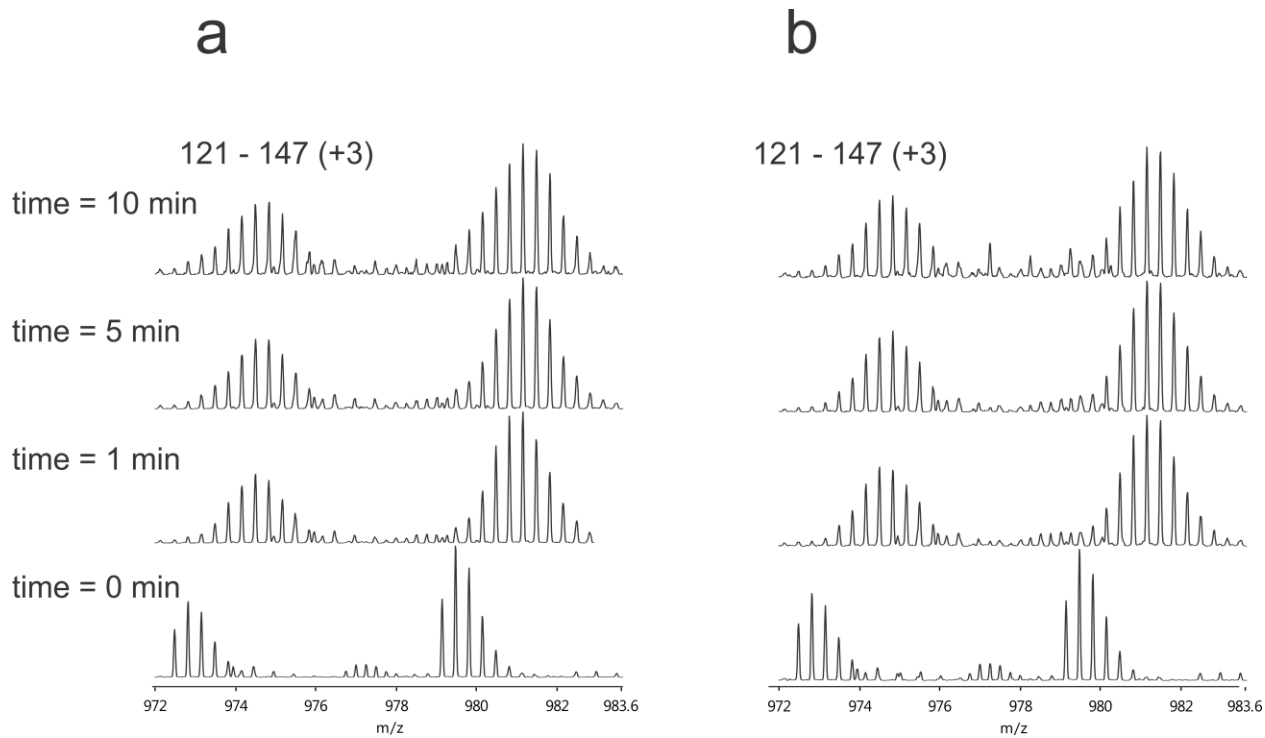 a
b
121 - 147 (+3)
121 - 147 (+3)
time = 10 min
time = 5 min
time = 1 min
time = 0 min
972 974 976 978 980 982 983.6
972 974 976 978 980 982 983.6
m/z
m/z